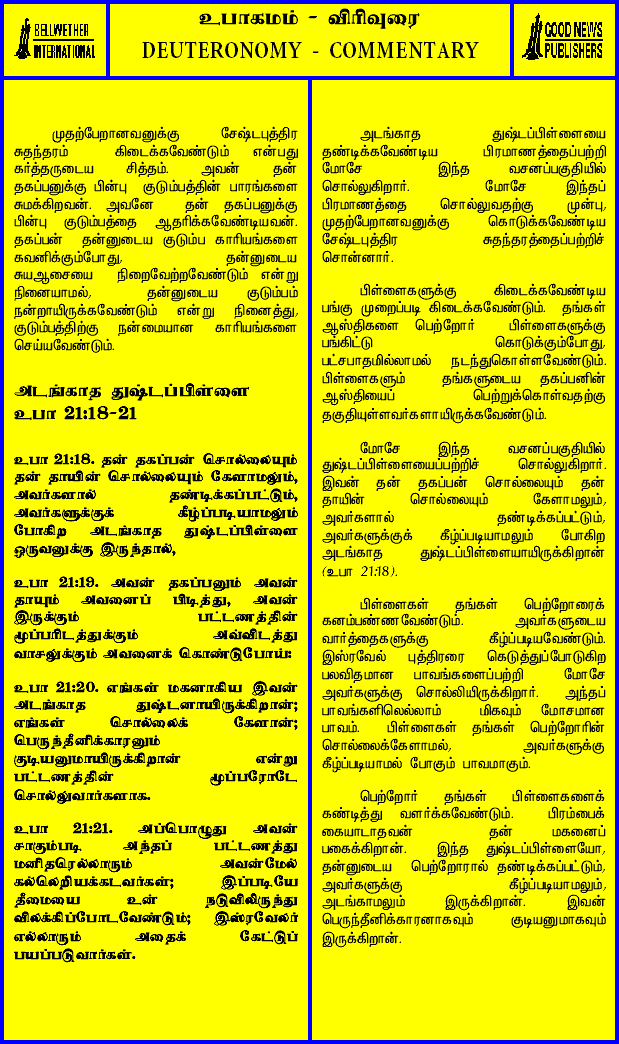 BELLWETHER
INTERNATIONAL
உபாகமம் - விரிவுரை
DEUTERONOMY - COMMENTARY
GOOD NEWS
PUBLISHERS
முதற்பேறானவனுக்கு சேஷ்டபுத்திர
சுதந்தரம் கிடைக்கவேண்டும் என்பது
கர்த்தருடைய சித்தம். அவன் தன்
தகப்பனுக்கு பின்பு குடும்பத்தின் பாரங்களை
சுமக்கிறவன். அவனே தன் தகப்பனுக்கு
பின்பு குடும்பத்தை ஆதரிக்கவேண்டியவன்.
தகப்பன் தன்னுடைய குடும்ப காரியங்களை
கவனிக்கும்போது, தன்னுடைய
சுயஆசையை நிறைவேற்றவேண்டும் என்று
நினையாமல், தன்னுடைய குடும்பம்
நன்றாயிருக்கவேண்டும் என்று நினைத்து,
குடும்பத்திற்கு நன்மையான காரியங்களை
செய்யவேண்டும்.
அடங்காத துஷ்டப்பிள்ளை
உபா 21:18-21
உபா 21:18. தன் தகப்பன் சொல்லையும்
தன் தாயின் சொல்லையும் கேளாமலும்,
அவர்களால் தண்டிக்கப்பட்டும்,
அவர்களுக்குக் கீழ்ப்படியாமலும்
போகிற அடங்காத துஷ்டப்பிள்ளை
ஒருவனுக்கு இருந்தால்,
உபா 21:19. அவன் தகப்பனும் அவன்
தாயும் அவனைப் பிடித்து, அவன்
இருக்கும் பட்டணத்தின்
மூப்பரிடத்துக்கும் அவ்விடத்து
வாசலுக்கும் அவனைக் கொண்டுபோய்:
உபா 21:20. எங்கள் மகனாகிய இவன்
அடங்காத துஷ்டனாயிருக்கிறான்;
எங்கள் சொல்லைக் கேளான்;
பெருந்தீனிக்காரனும்
குடியனுமாயிருக்கிறான் என்று
பட்டணத்தின் மூப்பரோடே
சொல்லுவார்களாக.
உபா 21:21. அப்பொழுது அவன்
சாகும்படி அந்தப் பட்டணத்து
மனிதரெல்லாரும் அவன்மேல்
கல்லெறியக்கடவர்கள்; இப்படியே
தீமையை உன் நடுவிலிருந்து
விலக்கிப்போடவேண்டும்; இஸ்ரவேலர்
எல்லாரும் அதைக் கேட்டுப்
பயப்படுவார்கள்.
அடங்காத துஷ்டப்பிள்ளையை
தண்டிக்கவேண்டிய பிரமாணத்தைப்பற்றி
மோசே இந்த வசனப்பகுதியில்
சொல்லுகிறார். மோசே இந்தப்
பிரமாணத்தை சொல்லுவதற்கு முன்பு,
முதற்பேறானவனுக்கு கொடுக்கவேண்டிய
சேஷ்டபுத்திர சுதந்தரத்தைப்பற்றிச்
சொன்னார்.
பிள்ளைகளுக்கு கிடைக்கவேண்டிய
பங்கு முறைப்படி கிடைக்கவேண்டும். தங்கள்
ஆஸ்திகளை பெற்றோர் பிள்ளைகளுக்கு
பங்கிட்டு கொடுக்கும்போது,
பட்சபாதமில்லாமல் நடந்துகொள்ளவேண்டும்.
பிள்ளைகளும் தங்களுடைய தகப்பனின்
ஆஸ்தியைப் பெற்றுக்கொள்வதற்கு
தகுதியுள்ளவர்களாயிருக்கவேண்டும்.
மோசே இந்த வசனப்பகுதியில்
துஷ்டப்பிள்ளையைப்பற்றிச் சொல்லுகிறார்.
இவன் தன் தகப்பன் சொல்லையும் தன்
தாயின் சொல்லையும் கேளாமலும்,
அவர்களால் தண்டிக்கப்பட்டும்,
அவர்களுக்குக் கீழ்ப்படியாமலும் போகிற
அடங்காத துஷ்டப்பிள்ளையாயிருக்கிறான்
(உபா 21:18).
பிள்ளைகள் தங்கள் பெற்றோரைக்
கனம்பண்ணவேண்டும். அவர்களுடைய
வார்த்தைகளுக்கு கீழ்ப்படியவேண்டும்.
இஸ்ரவேல் புத்திரரை கெடுத்துப்போடுகிற
பலவிதமான பாவங்களைப்பற்றி மோசே
அவர்களுக்கு சொல்லியிருக்கிறார். அந்தப்
பாவங்களிலெல்லாம் மிகவும் மோசமான
பாவம். பிள்ளைகள் தங்கள் பெற்றோரின்
சொல்லைக்கேளாமல், அவர்களுக்கு
கீழ்ப்படியாமல் போகும் பாவமாகும்.
பெற்றோர் தங்கள் பிள்ளைகளைக்
கண்டித்து வளர்க்கவேண்டும். பிரம்பைக்
கையாடாதவன் தன் மகனைப்
பகைக்கிறான். இந்த துஷ்டப்பிள்ளையோ,
தன்னுடைய பெற்றோரால் தண்டிக்கப்பட்டும்,
அவர்களுக்கு கீழ்ப்படியாமலும்,
அடங்காமலும் இருக்கிறான். இவன்
பெருந்தீனிக்காரனாகவும் குடியனுமாகவும்
இருக்கிறான்.